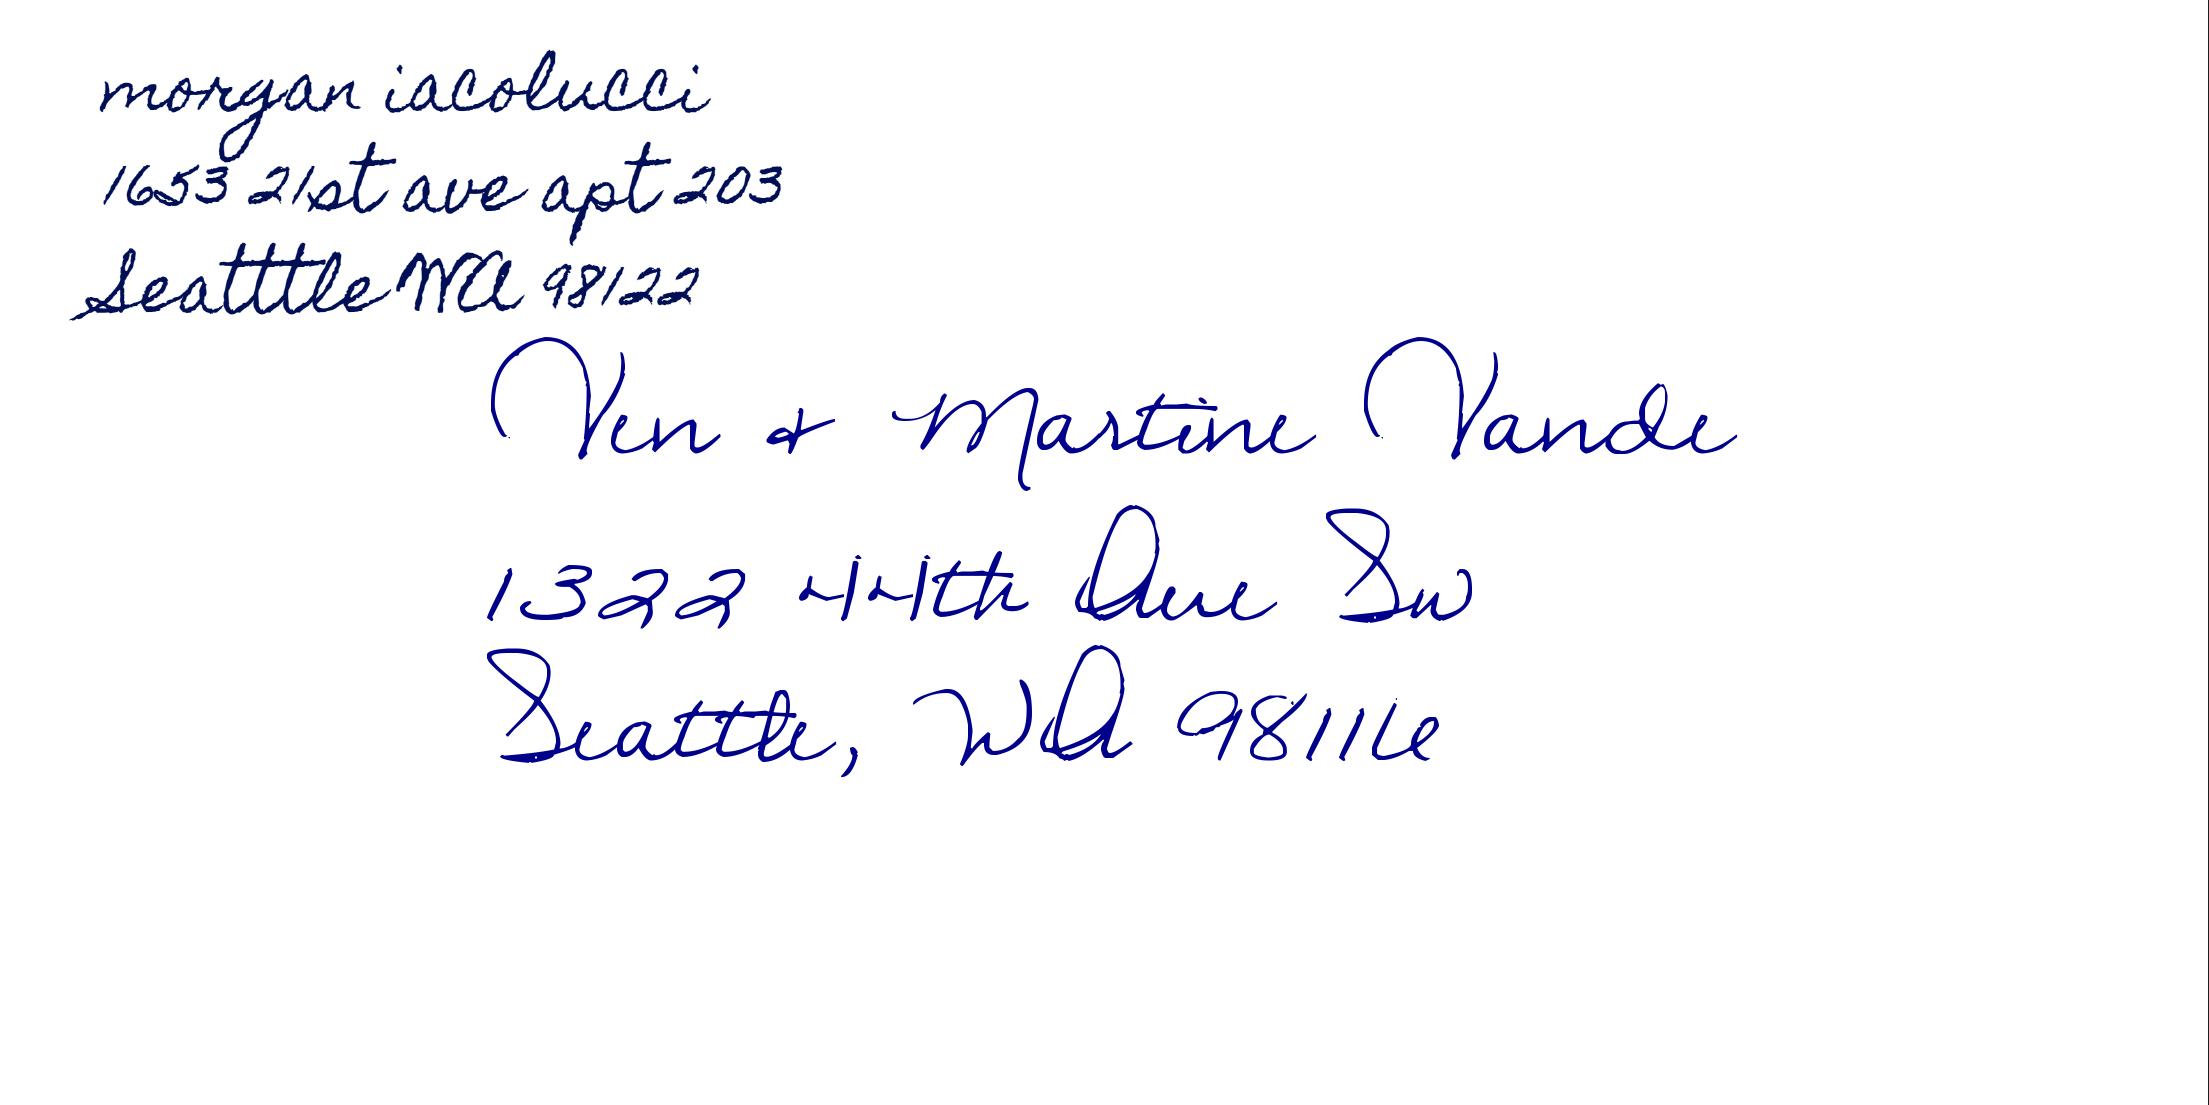 morgan iacolucci
1653 21st ave apt 203
Seatttle WA 98122
Ven & Martine Vande
1322 44th Ave Sw
Seattle, WA 98116